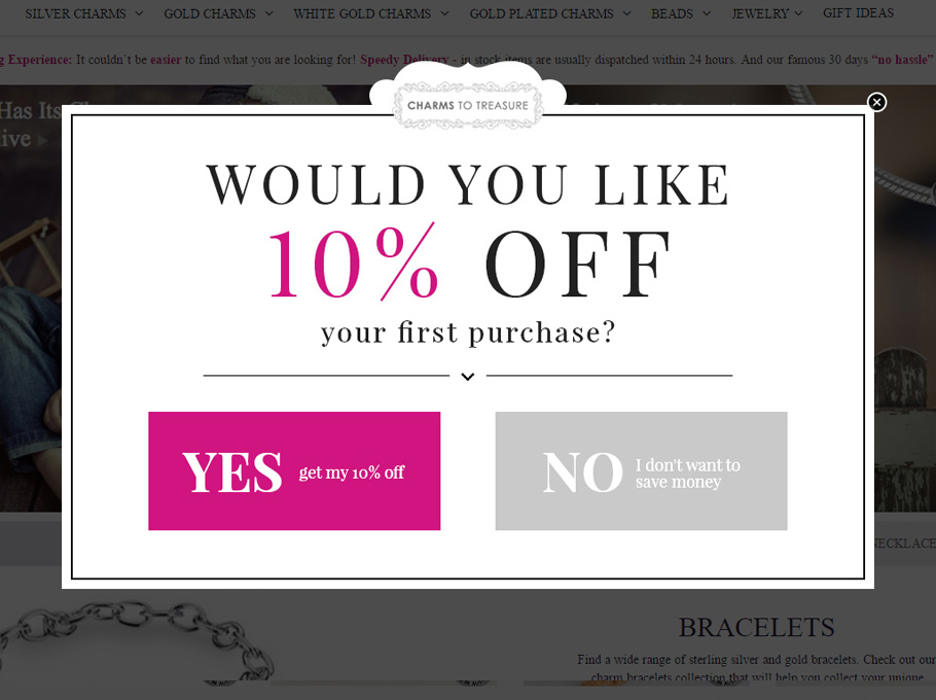 SILVER CHARMS GOLD CHARMS WHITE GOLD CHARMS GOLD PLATED CHARMS BEADS JEWELRY GIFT IDEAS
Experience: It couldn't be easier to find what you are looking for! Speedy Delivery - in stock items are usually dispatched within 24 hours. And our famous 30 days "no hassle"
Has Its
CHARMS TO TREASURE
WOULD YOU LIKE
10% OFF
your first purchase?
YES get my 10% off
NO I don't want to
save money
NECKLACE
BRACELETS
Find a wide range of sterling silver and gold bracelets. Check out our
charm bracelets collection that will help you collect your unique